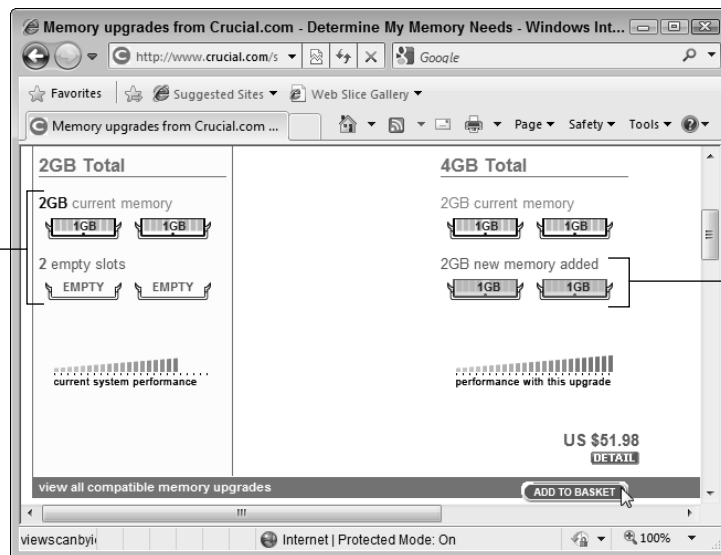 Memory upgrades from Crucial.com - Determine My Memory Needs - Windows Int...
http://www.crucial.com/s
Google
Favorites Suggested Sites Web Slice Gallery
Memory upgrades from Crucial.com ...
Page Safety Tools
2GB Total
4GB Total
2GB current memory
2GB current memory
1GB 1GB
1GB 1GB
2 empty slots
2GB new memory added
EMPTY EMPTY
1GB 1GB
current system performance
performance with this upgrade
US $51.98
DETAIL
view all compatible memory upgrades
ADD TO BASKET
viewscanbyi
Internet | Protected Mode: On
100%